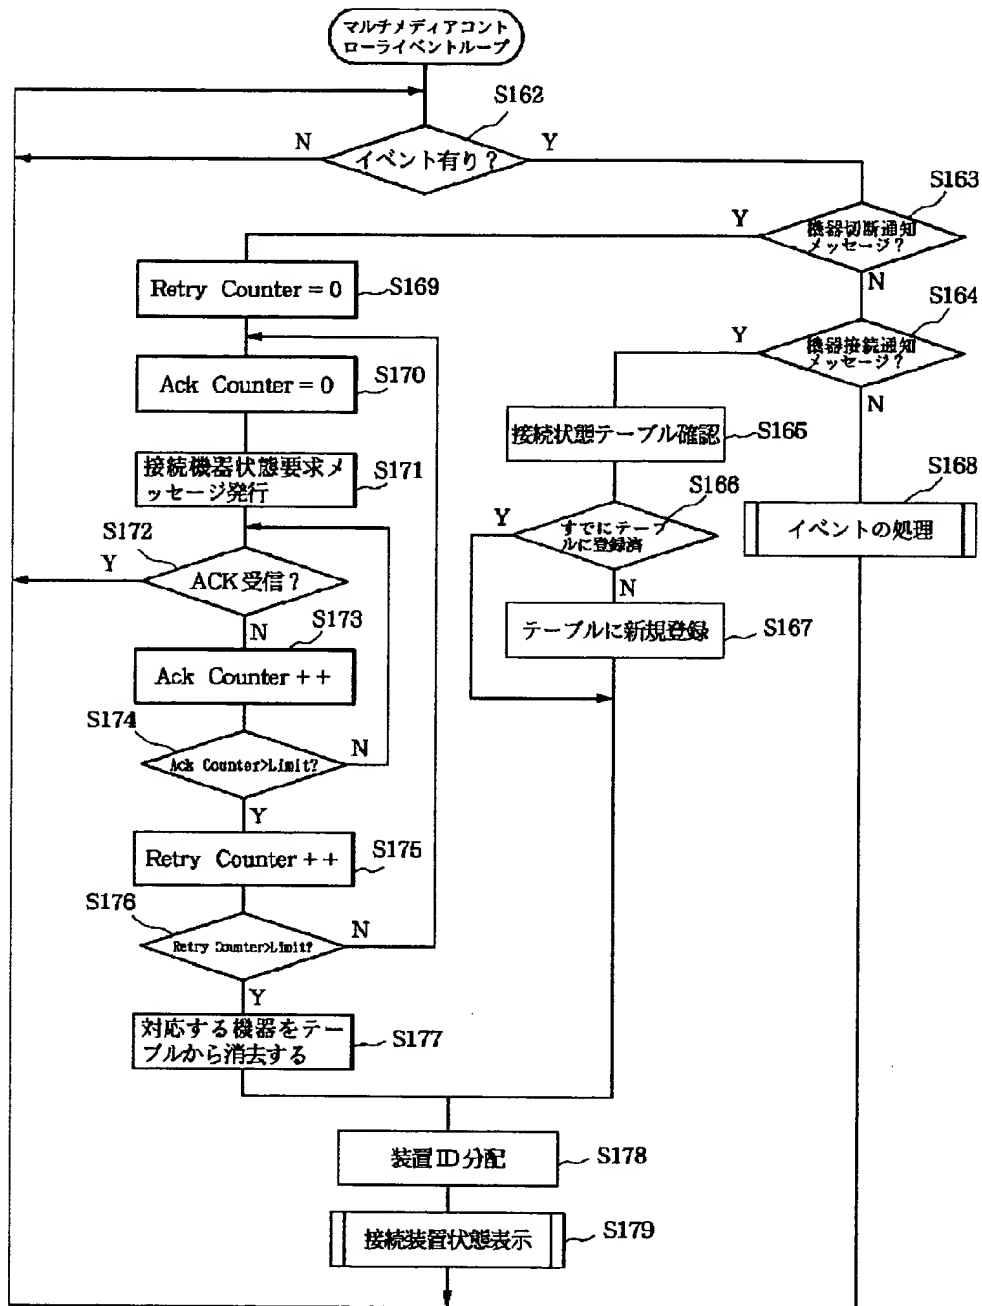 マルチメディアコント
ローライベントループ
S162
N
Y
イベント有り？
S163
Y
機器切断通知
メッセージ？
N
Retry Counter＝0
S169
S164
Y
機器接続通知
メッセージ？
N
Ack Counter＝0
S170
接続状態テーブル確認
S165
接続機器状態要求メ
ッセージ発行
S171
S166
S168
Y
すでにテーブ
ルに登録済
イベントの処理
S172
Y
ACK受信？
N
N
S173
テーブルに新規登録
S167
Ack Counter＋＋
S174
N
Ack Counter>Limit?
Y
Retry Counter＋＋
S175
S176
N
Retry Counter>Limit?
Y
対応する機器をテー
ブルから消去する
S177
装置ID分配
S178
接続装置状態表示
S179